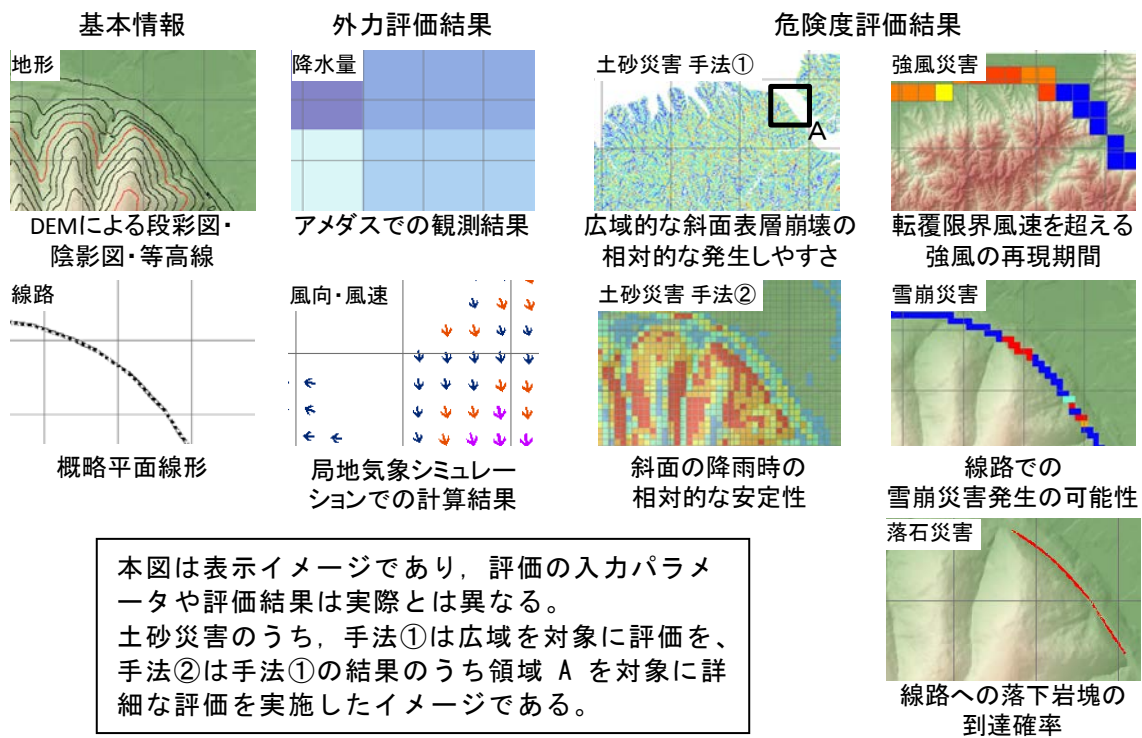 基本情報
外力評価結果
危険度評価結果
地形
DEMによる段彩図・
陰影図・等高線
降水量
アメダスでの観測結果
土砂災害 手法①
A
広域的な斜面表層崩壊の
相対的な発生しやすさ
強風災害
転覆限界風速を超える
強風の再現期間
線路
概略平面線形
風向・風速
局地気象シミュレー
ションでの計算結果
土砂災害 手法②
斜面の降雨時の
相対的な安定性
雪崩災害
線路での
雪崩災害発生の可能性
落石災害
線路への落下岩塊の
到達確率
本図は表示イメージであり，評価の入力パラメ
ータや評価結果は実際とは異なる。
土砂災害のうち，手法①は広域を対象に評価を、
手法②は手法①の結果のうち領域 A を対象に詳
細な評価を実施したイメージである。